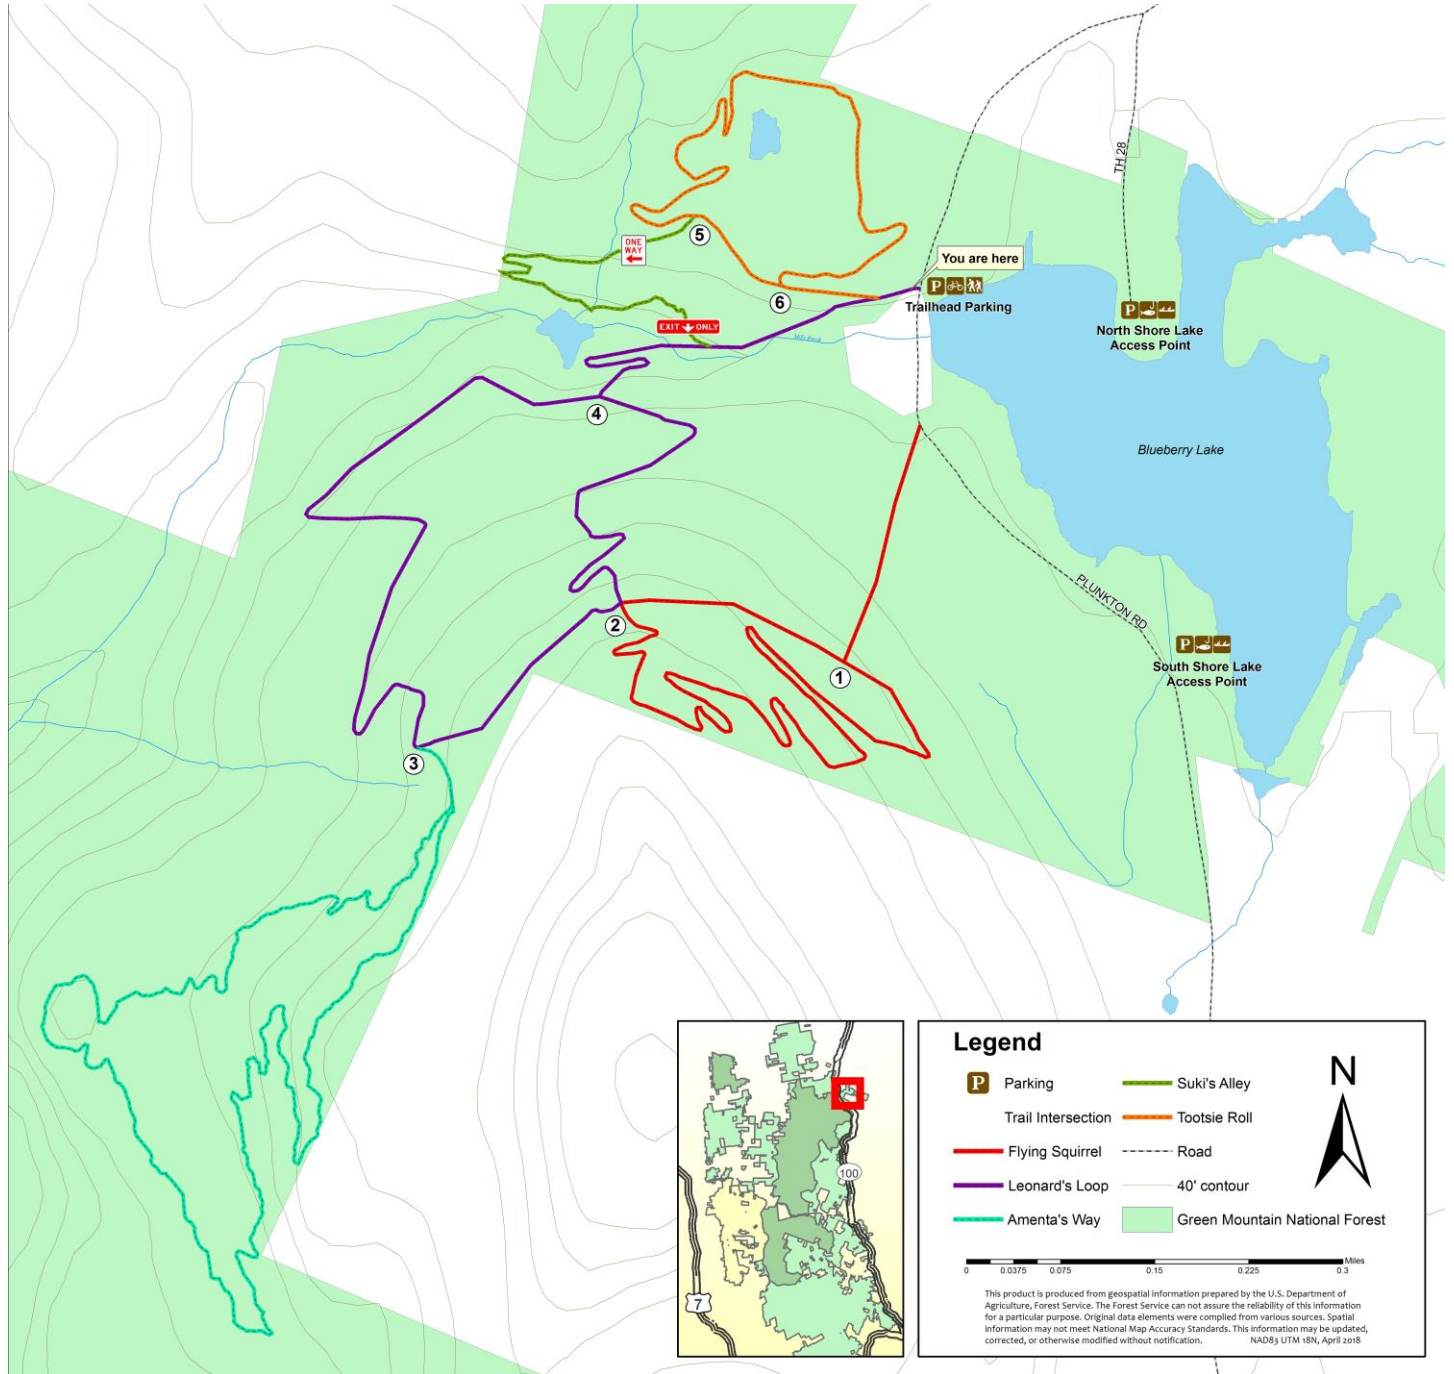 TH 28
ONE
WAY
5
You are here
P
Trailhead Parking
6
P
North Shore Lake
Access Point
EXIT ONLY
Mills Brook
4
Blueberry Lake
PLUNKTON RD
2
P
South Shore Lake
Access Point
1
3
100
7
Legend
N
P Parking
Trail Intersection
Flying Squirrel
Leonard's Loop
Amenta's Way
Suki's Alley
Tootsie Roll
Road
40' contour
Green Mountain National Forest
Miles
0 0.0375 0.075 0.15 0.225 0.3
This product is produced from geospatial information prepared by the U.S. Department of
Agriculture, Forest Service. The Forest Service can not assure the reliability of this information
for a particular purpose. Original data elements were complied from various sources. Spatial
information may not meet National Map Accuracy Standards. This information may be updated,
corrected, or otherwise modified without notification. NAD83 UTM 18N, April 2018